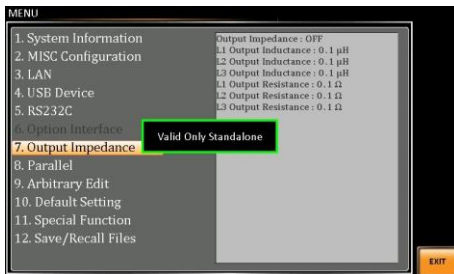 MENU
1. System Information
2. MISC Configuration
3. LAN
4. USB Device
5. RS232C
6. Option Interface
7. Output Impedance
8. Parallel
9. Arbitrary Edit
10. Default Setting
11. Special Function
12. Save/Recall Files
Output Impedance : OFF
L1 Output Inductance : 0.1 μH
L2 Output Inductance : 0.1 μH
L3 Output Inductance : 0.1 μH
L1 Output Resistance : 0.1 Ω
L2 Output Resistance : 0.1 Ω
L3 Output Resistance : 0.1 Ω
Valid Only Standalone
EXIT